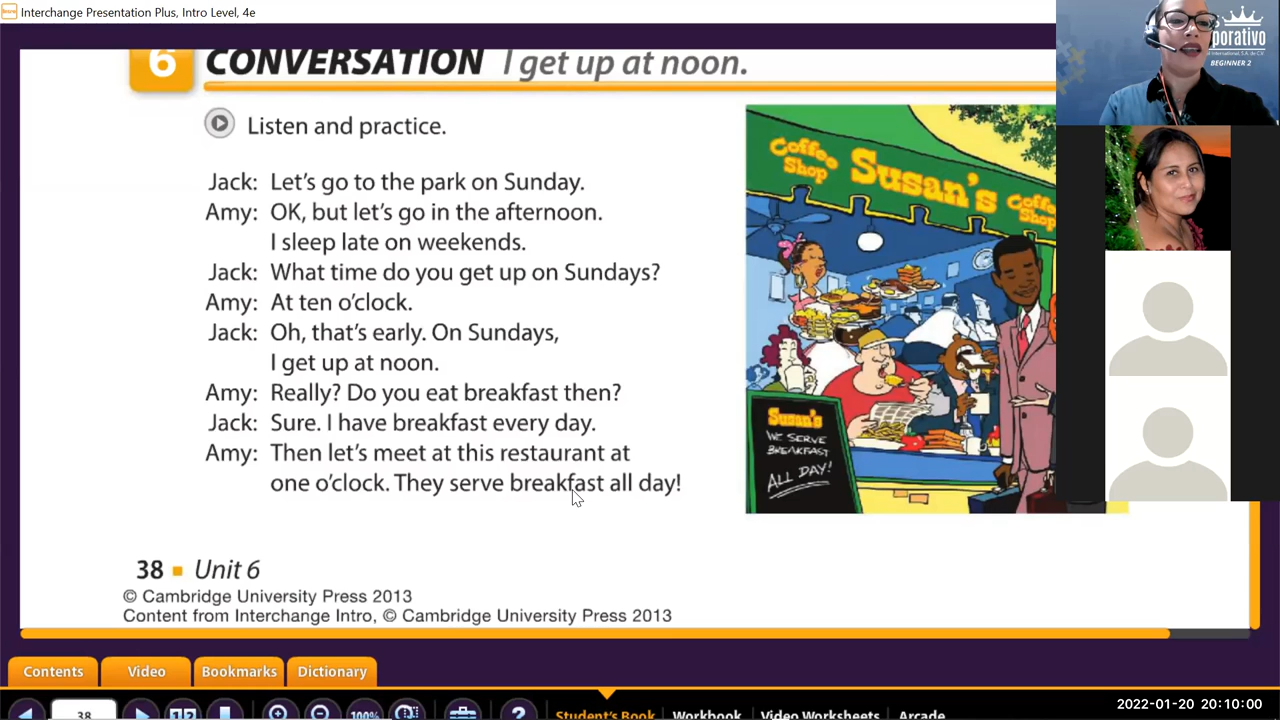 Interchange Presentation Plus, Intro Level, 4e
6 CONVERSATION I get up at noon.
Listen and practice.
Jack: Let's go to the park on Sunday.
Amy: OK, but let's go in the afternoon.
I sleep late on weekends.
Jack: What time do you get up on Sundays?
Amy: At ten o'clock.
Jack: Oh, that's early. On Sundays,
I get up at noon.
Amy: Really? Do you eat breakfast then?
Jack: Sure. I have breakfast every day.
Amy: Then let's meet at this restaurant at
one o'clock. They serve breakfast all day!
Coffee Shop Susan's Coffee Shop
Susan's
WE SERVE
BREAKFAST
ALL DAY!
38 Unit 6
© Cambridge University Press 2013
Content from Interchange Intro, © Cambridge University Press 2013
BEGINNER 2
Contents Video Bookmarks Dictionary
38 100% ? Student's Book Workbook Video Worksheets Arcade
2022-01-20 20:10:00